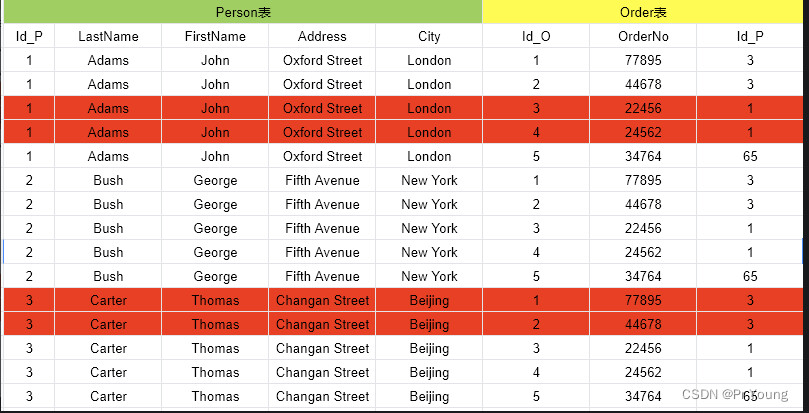 Person表 Order表
Id_P LastName FirstName Address City Id_O OrderNo Id_P
1 Adams John Oxford Street London 1 77895 3
1 Adams John Oxford Street London 2 44678 3
1 Adams John Oxford Street London 3 22456 1
1 Adams John Oxford Street London 4 24562 1
1 Adams John Oxford Street London 5 34764 65
2 Bush George Fifth Avenue New York 1 77895 3
2 Bush George Fifth Avenue New York 2 44678 3
2 Bush George Fifth Avenue New York 3 22456 1
2 Bush George Fifth Avenue New York 4 24562 1
2 Bush George Fifth Avenue New York 5 34764 65
3 Carter Thomas Changan Street Beijing 1 77895 3
3 Carter Thomas Changan Street Beijing 2 44678 3
3 Carter Thomas Changan Street Beijing 3 22456 1
3 Carter Thomas Changan Street Beijing 4 24562 1
3 Carter Thomas Changan Street Beijing 5 34764 65
CSDN